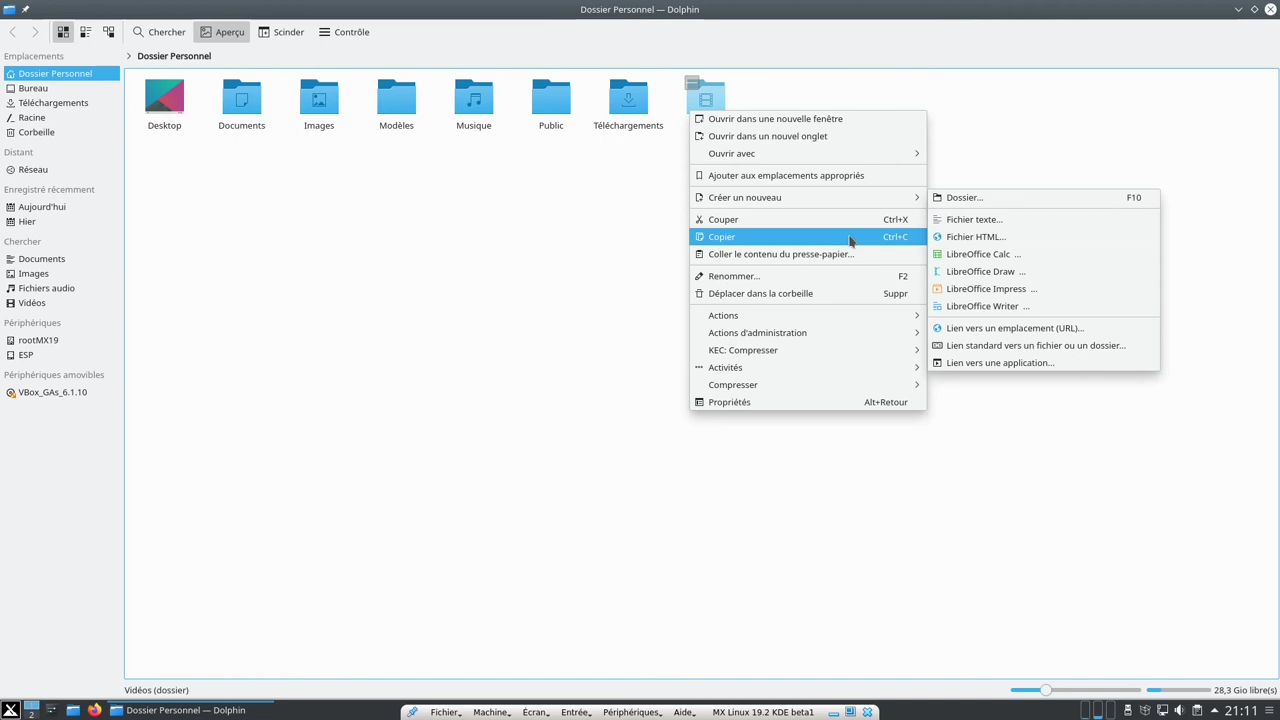 Dossier Personnel — Dolphin
Chercher
Aperçu
Scinder
Contrôle
Emplacements
Dossier Personnel
Bureau
Téléchargements
Racine
Corbeille
Distant
Réseau
Enregistré récemment
Aujourd'hui
Hier
Chercher
Documents
Images
Fichiers audio
Vidéos
Périphériques
rootMX19
ESP
Périphériques amovibles
VBox_GAs_6.1.10
Dossier Personnel
Desktop
Documents
Images
Modèles
Musique
Public
Téléchargements
Ouvrir dans une nouvelle fenêtre
Ouvrir dans un nouvel onglet
Ouvrir avec
Ajouter aux emplacements appropriés
Créer un nouveau
Couper Ctrl+X
Copier Ctrl+C
Coller le contenu du presse-papier...
Renommer... F2
Déplacer dans la corbeille Suppr
Actions
Actions d'administration
KEC: Compresser
Activités
Compresser
Propriétés Alt+Retour
Dossier... F10
Fichier texte...
Fichier HTML...
LibreOffice Calc ...
LibreOffice Draw ...
LibreOffice Impress ...
LibreOffice Writer ...
Lien vers un emplacement (URL)...
Lien standard vers un fichier ou un dossier...
Lien vers une application...
Vidéos (dossier)
28,3 Gio libre(s)
2
Dossier Personnel — Dolphin
Fichier
Machine
Écran
Entrée
Périphériques
Aide
MX Linux 19.2 KDE beta1
21:11